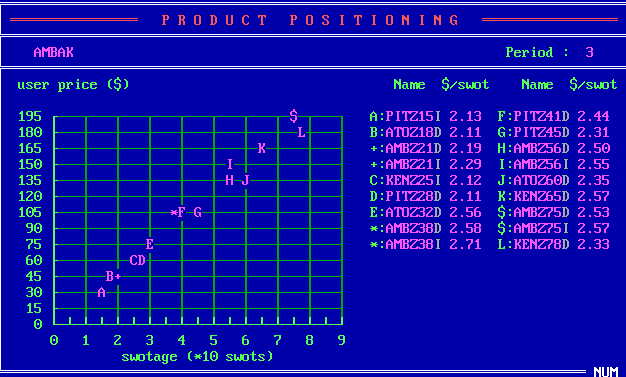 PRODUCT POSITIONING
AMBAK Period : 3
user price ($) Name $/swot Name $/swot
195 $ A:PITZ15I 2.13 F:PITZ41D 2.44
180 L B:ATOZ18D 2.11 G:PITZ45D 2.31
165 K +:AMBZ21D 2.19 H:AMBZ56D 2.50
150 I +:AMBZ21I 1.29 I:AMBZ56I 2.55
135 H J C:KENZ25I 2.12 J:ATOZ60D 2.35
120 D:PITZ28D 2.11 K:KENZ65D 2.57
105 *F G E:ATOZ32D 2.56 $:AMBZ75D 2.53
90 *:AMBZ38D 2.58 $:AMBZ75I 1.57
75 E *:AMBZ38I 2.71 L:KENZ78D 2.33
60 CD
45 B+
30 A
15
0
0 1 2 3 4 5 6 7 8 9
swotage (*10 swots)
NUM